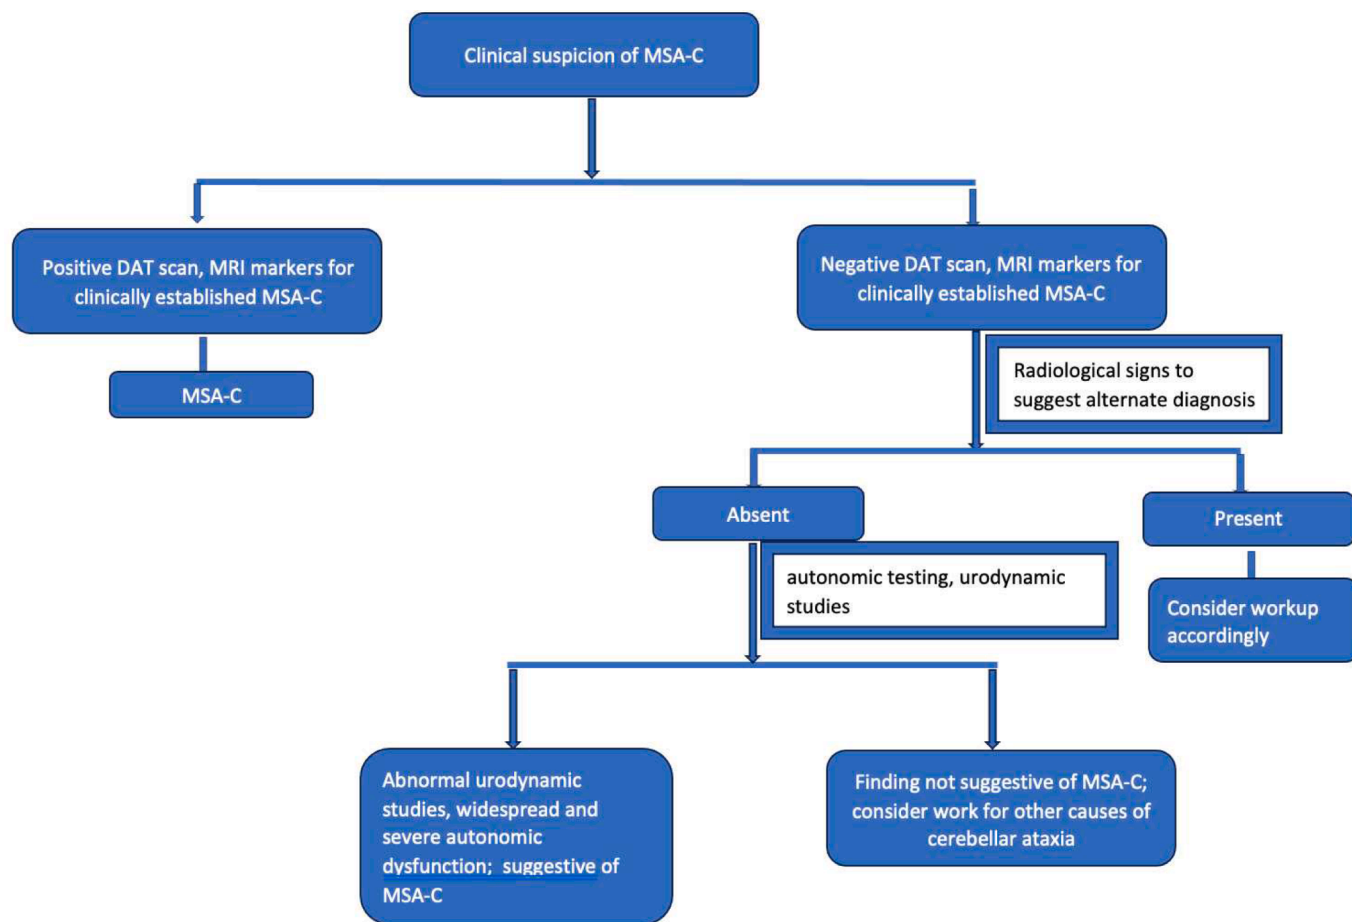 Clinical suspicion of MSA-C
Positive DAT scan, MRI markers for
clinically established MSA-C
Negative DAT scan, MRI markers for
clinically established MSA-C
MSA-C
Radiological signs to
suggest alternate diagnosis
Absent
Present
autonomic testing, urodynamic
studies
Consider workup
accordingly
Abnormal urodynamic
studies, widespread and
severe autonomic
dysfunction; suggestive of
MSA-C
Finding not suggestive of MSA-C;
consider work for other causes of
cerebellar ataxia